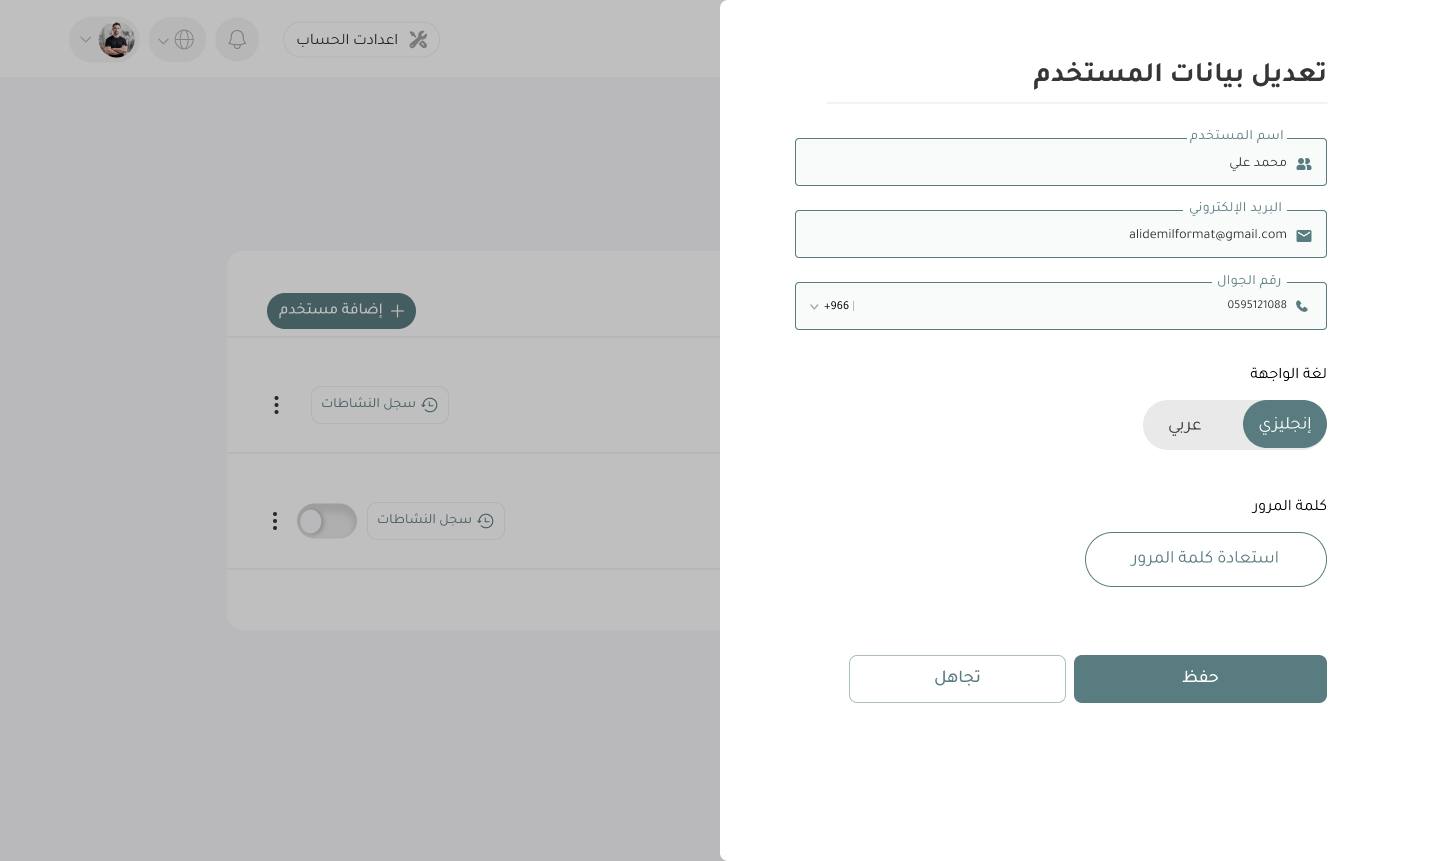 اعدادت الحساب
تعديل بيانات المستخدم
اسم المستخدم
محمد علي
البريد الإلكتروني
alidemilformat@gmail.com
رقم الجوال
0595121088
+966
لغة الواجهة
إنجليزي
عربي
كلمة المرور
استعادة كلمة المرور
حفظ
تجاهل
إضافة مستخدم
سجل النشاطات
سجل النشاطات